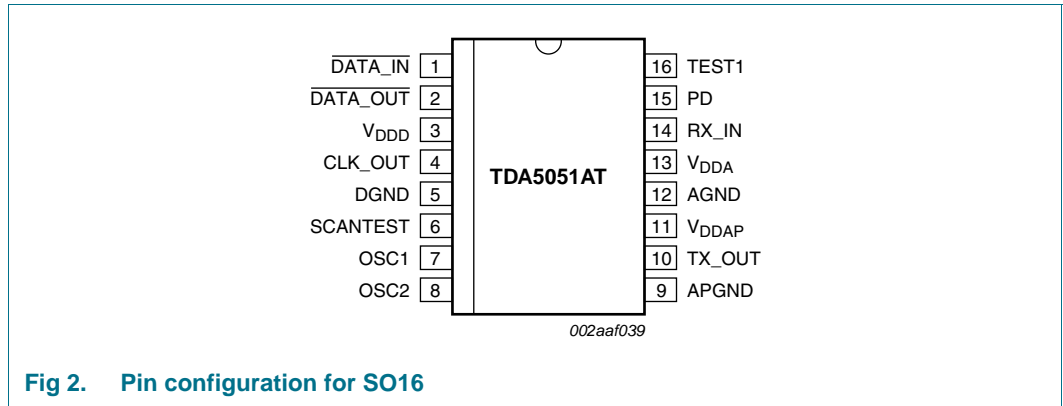 DATA_IN 1
DATA_OUT 2
VDDD 3
CLK_OUT 4
DGND 5
SCANTEST 6
OSC1 7
OSC2 8
TDA5051AT
16 TEST1
15 PD
14 RX_IN
13 VDDA
12 AGND
11 VDDAP
10 TX_OUT
9 APGND
002aaf039
Fig 2. Pin configuration for SO16